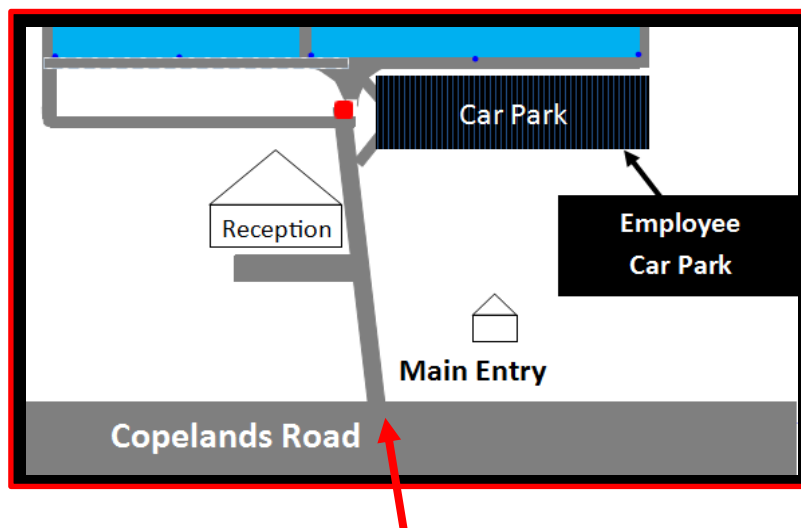 Car Park
Reception
Employee
Car Park
Main Entry
Copelands Road